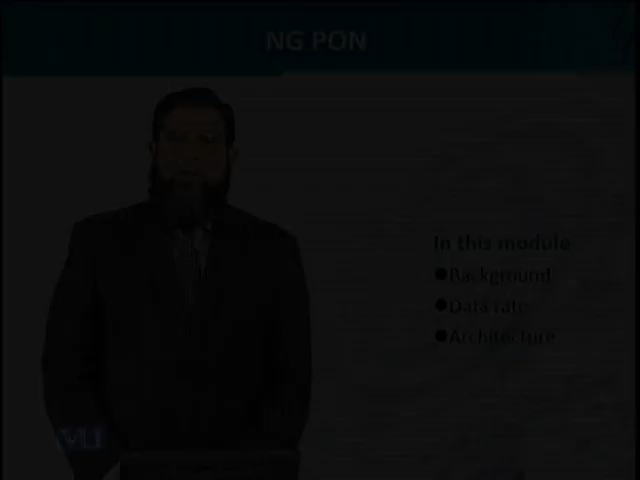 NG PON
In this module
●Background
●Data rate
●Architecture
VU